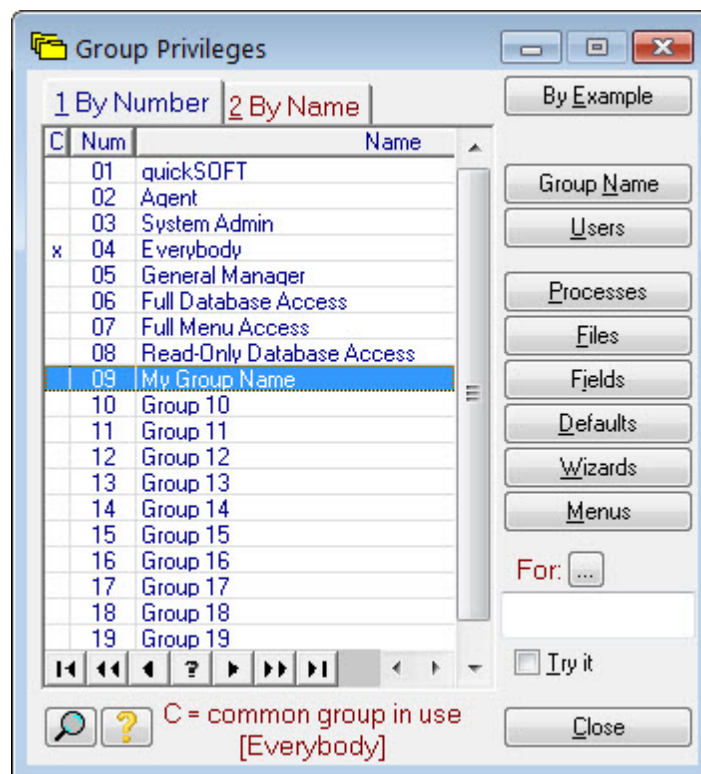 Group Privileges
1 By Number 2 By Name
By Example
C Num Name
01 quickSOFT
02 Agent
03 System Admin
x 04 Everybody
05 General Manager
06 Full Database Access
07 Full Menu Access
08 Read-Only Database Access
09 My Group Name
10 Group 10
11 Group 11
12 Group 12
13 Group 13
14 Group 14
15 Group 15
16 Group 16
17 Group 17
18 Group 18
19 Group 19
?
Group Name
Users
Processes
Files
Fields
Defaults
Wizards
Menus
For: ...
Try it
? C = common group in use
[Everybody]
Close